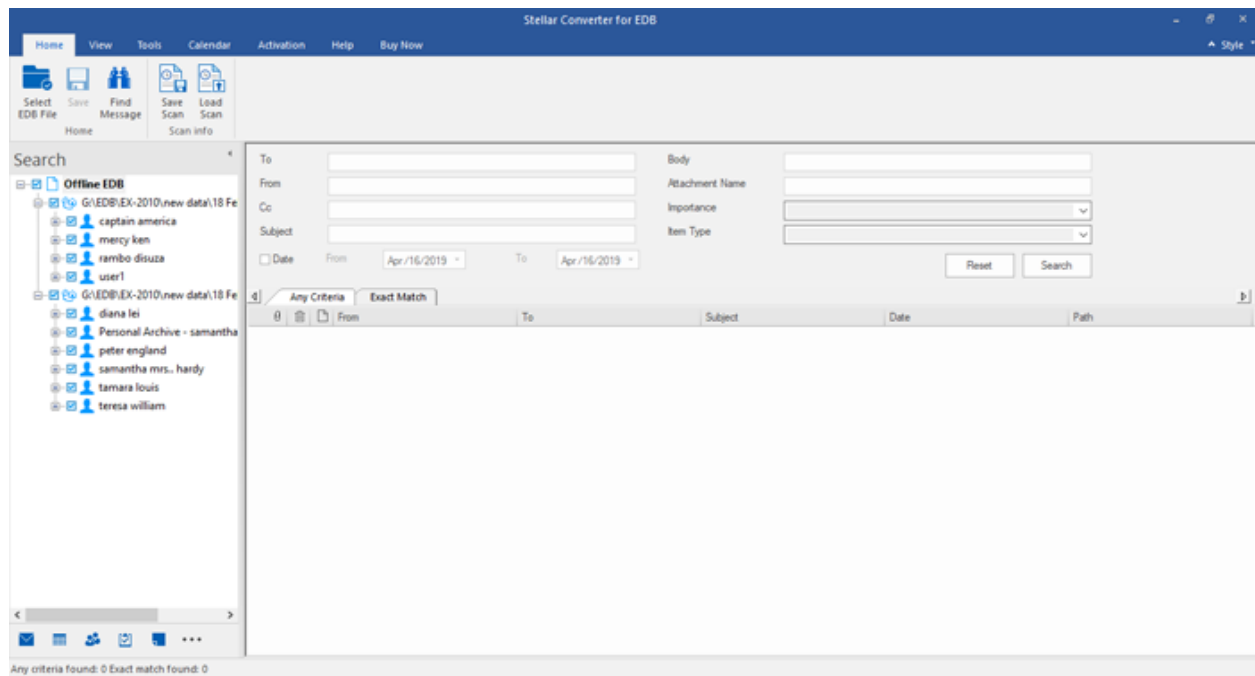 Stellar Converter for EDB
Home View Tools Calendar Activation Help Buy Now Style
Select EDB File
Save
Find Message
Save Scan
Load Scan
Home
Scan info
Search
Offline EDB
G:\EDB\EX-2010\new data\18 Fe
captain america
mercy ken
rambo disuza
user1
G:\EDB\EX-2010\new data\18 Fe
diana lei
Personal Archive - samantha
peter england
samantha mrs.. hardy
tamara louis
teresa william
To
From
Cc
Subject
Date From Apr/16/2019 To Apr/16/2019
Body
Attachment Name
Importance
Item Type
Reset Search
Any Criteria Exact Match
From To Subject Date Path
Any criteria found: 0 Exact match found: 0